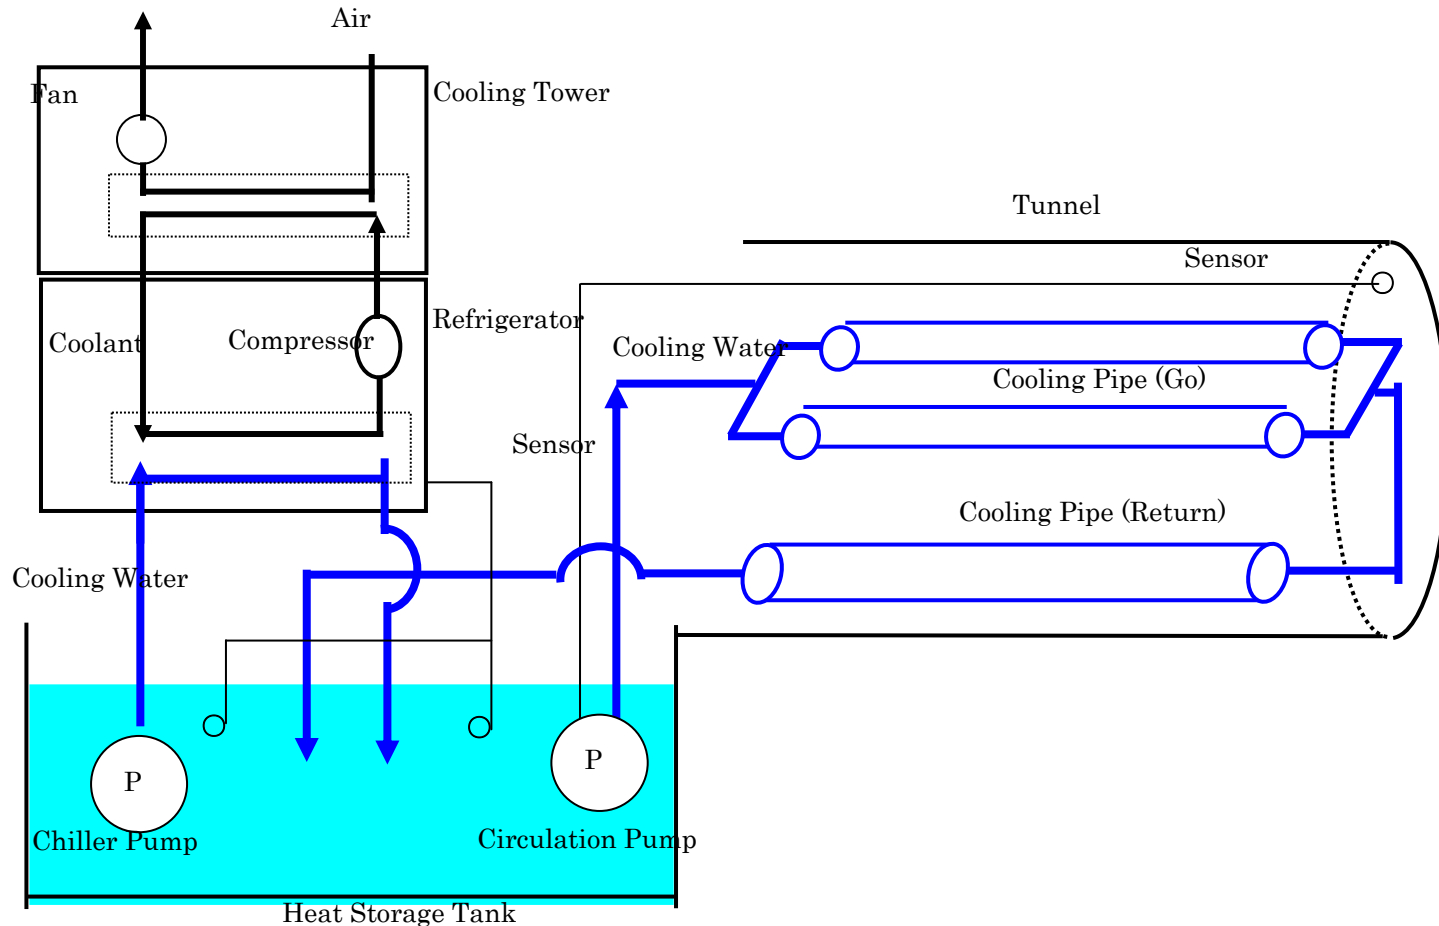 Air
Fan
Cooling Tower
Tunnel
Sensor
Refrigerator
Coolant
Compressor
Cooling Water
Cooling Pipe (Go)
Sensor
Cooling Pipe (Return)
Cooling Water
P
P
Chiller Pump
Circulation Pump
Heat Storage Tank